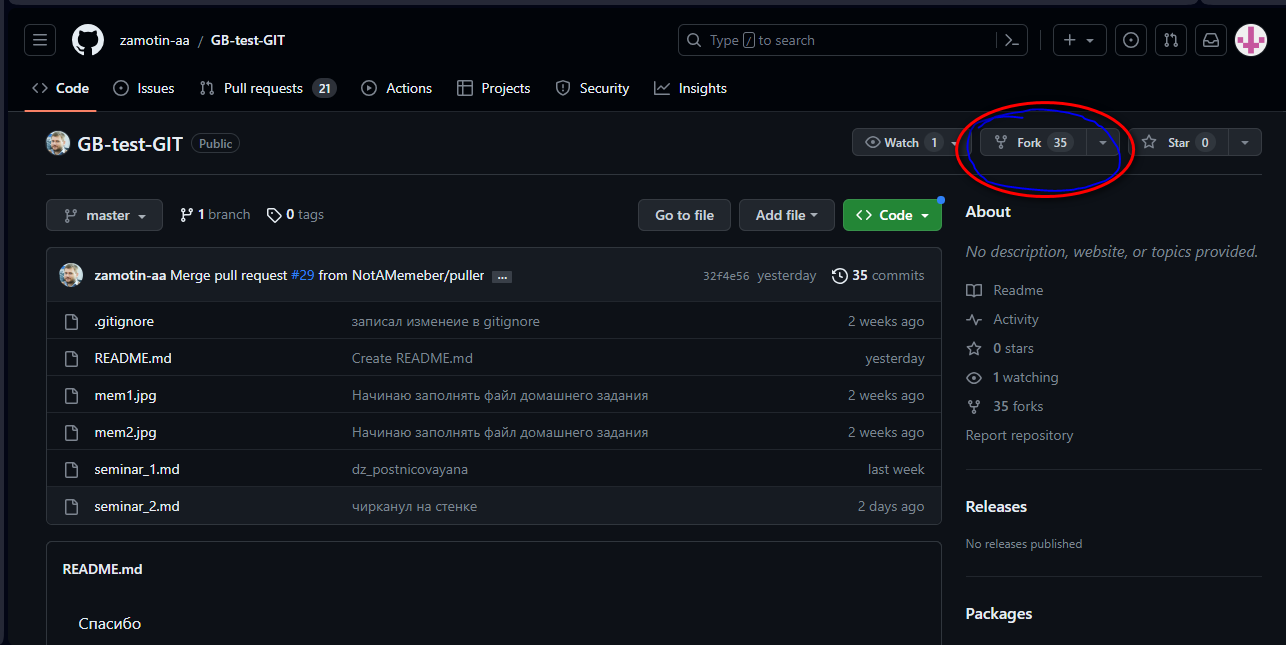 zamotin-aa / GB-test-GIT
Type / to search
Code Issues Pull requests 21 Actions Projects Security Insights
GB-test-GIT Public
Watch 1 Fork 35 Star 0
master 1 branch 0 tags
Go to file Add file <> Code
zamotin-aa Merge pull request #29 from NotAMemeber/puller ... 32f4e56 yesterday 35 commits
.gitignore записал изменеие в gitignore 2 weeks ago
README.md Create README.md yesterday
mem1.jpg Начинаю заполнять файл домашнего задания 2 weeks ago
mem2.jpg Начинаю заполнять файл домашнего задания 2 weeks ago
seminar_1.md dz_postnicovayana last week
seminar_2.md чирканул на стенке 2 days ago
README.md
Спасибо
About
No description, website, or topics provided.
Readme
Activity
0 stars
1 watching
35 forks
Report repository
Releases
No releases published
Packages